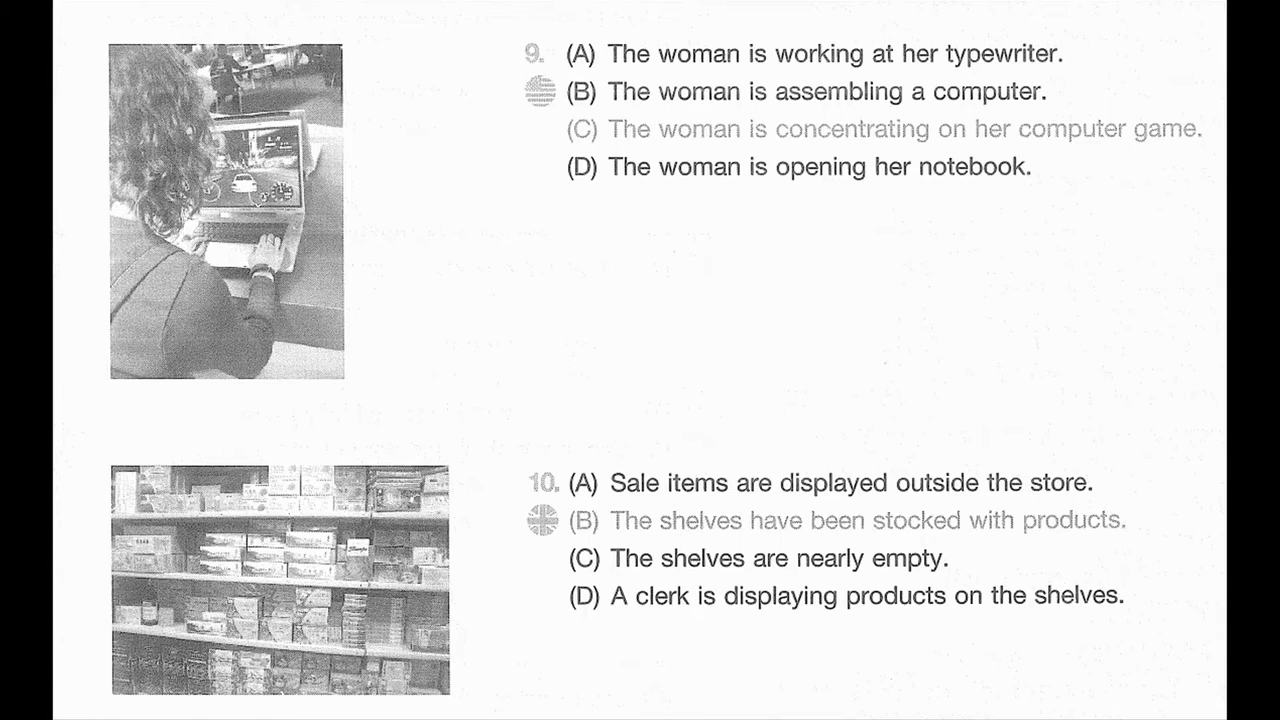 9. (A) The woman is working at her typewriter.
(B) The woman is assembling a computer.
(C) The woman is concentrating on her computer game.
(D) The woman is opening her notebook.
10. (A) Sale items are displayed outside the store.
(B) The shelves have been stocked with products.
(C) The shelves are nearly empty.
(D) A clerk is displaying products on the shelves.